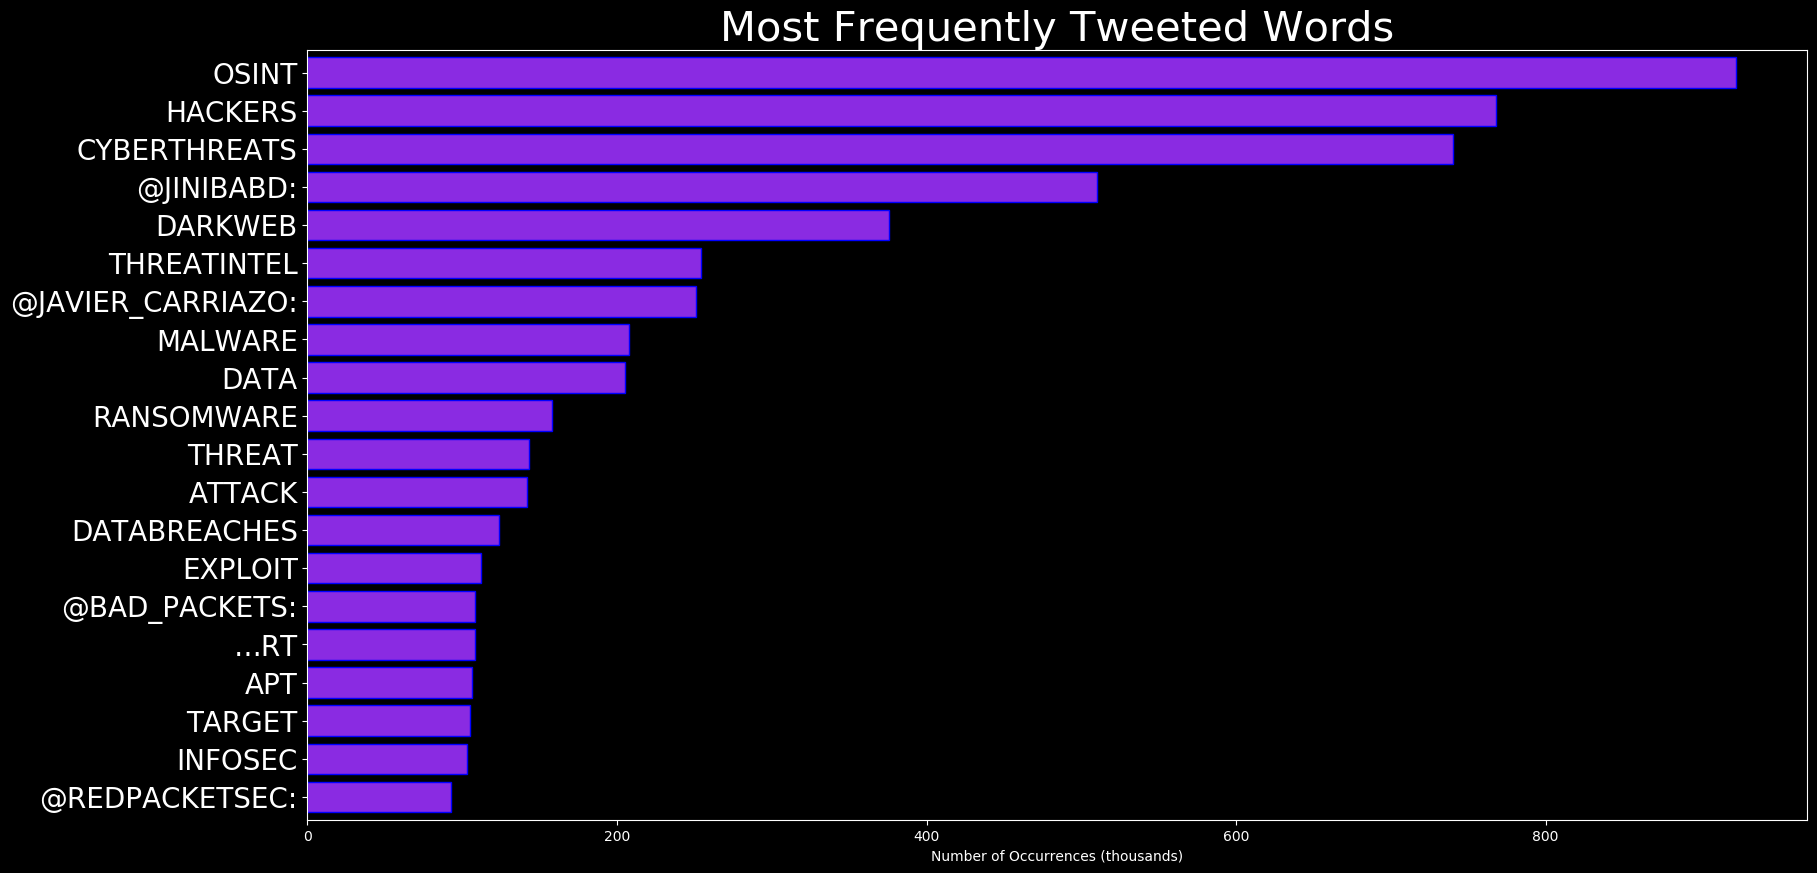 Most Frequently Tweeted Words
OSINT
HACKERS
CYBERTHREATS
@JINIBABD:
DARKWEB
THREATINTEL
@JAVIER_CARRIAZO:
MALWARE
DATA
RANSOMWARE
THREAT
ATTACK
DATABREACHES
EXPLOIT
@BAD_PACKETS:
…RT
APT
TARGET
INFOSEC
@REDPACKETSEC:
0 200 400 600 800
Number of Occurrences (thousands)